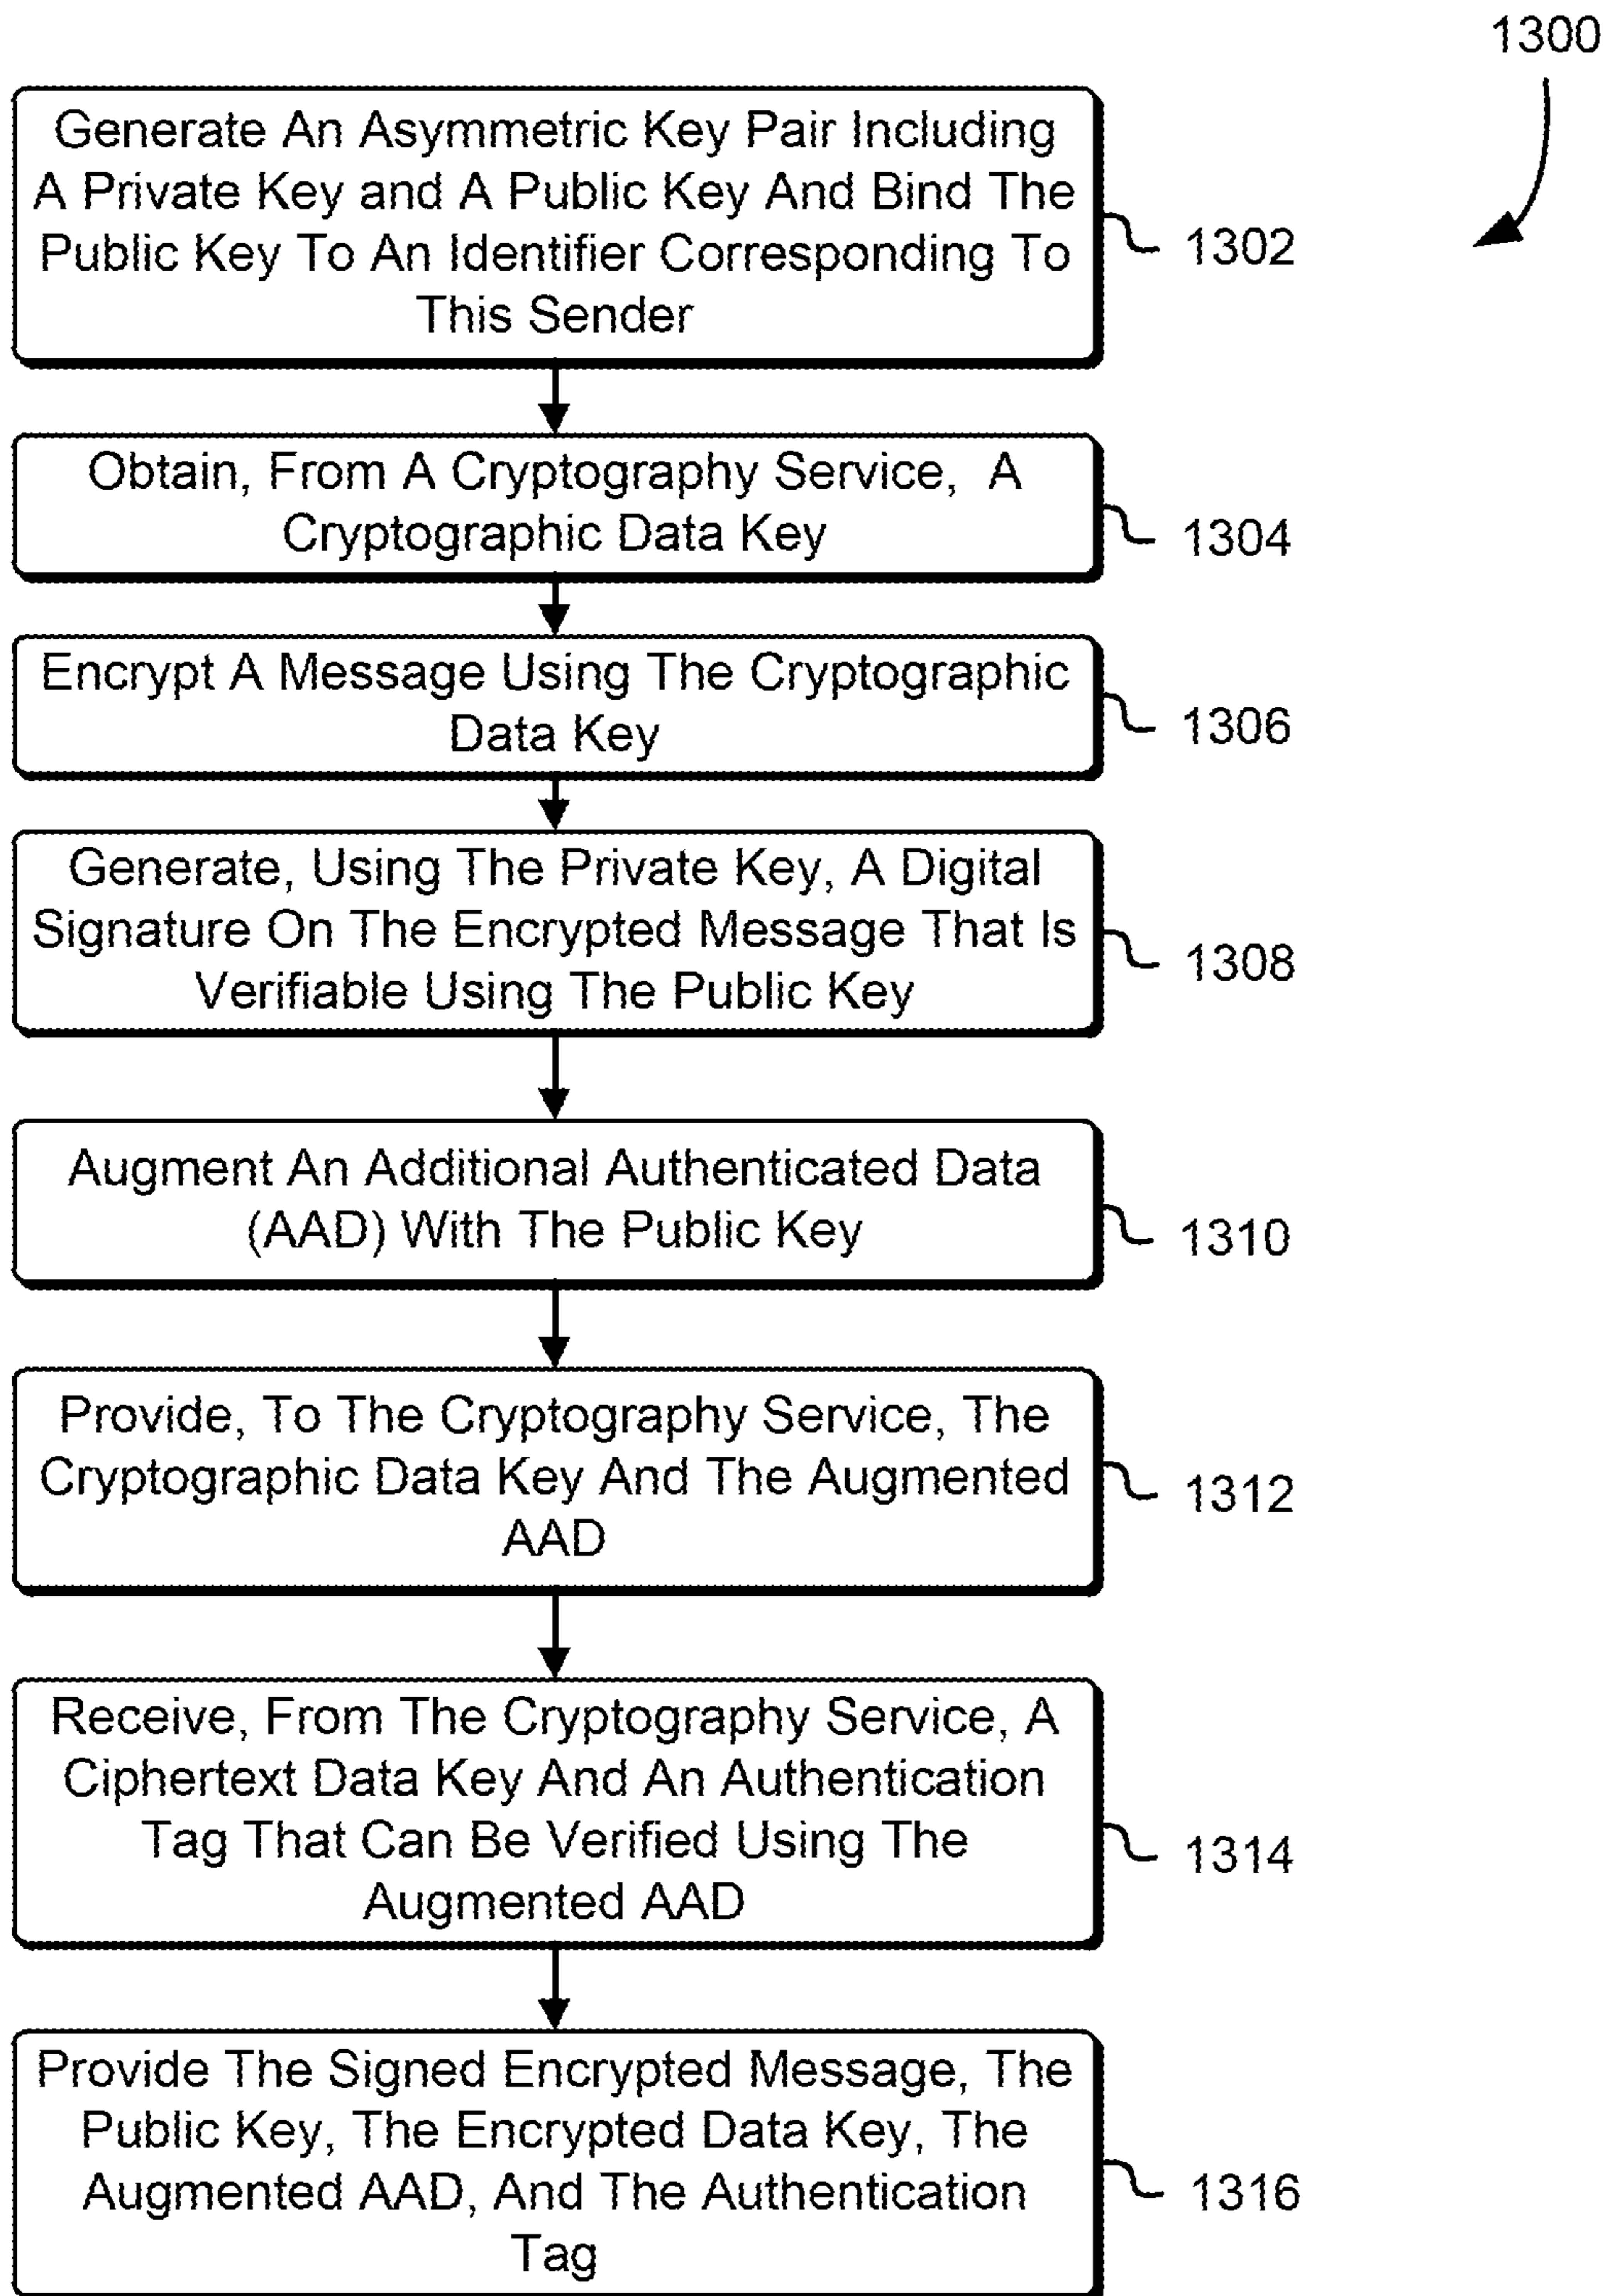 1300
Generate An Asymmetric Key Pair Including
A Private Key and A Public Key And Bind The
Public Key To An Identifier Corresponding To
This Sender
1302
Obtain, From A Cryptography Service, A
Cryptographic Data Key
1304
Encrypt A Message Using The Cryptographic
Data Key
1306
Generate, Using The Private Key, A Digital
Signature On The Encrypted Message That Is
Verifiable Using The Public Key
1308
Augment An Additional Authenticated Data
(AAD) With The Public Key
1310
Provide, To The Cryptography Service, The
Cryptographic Data Key And The Augmented
AAD
1312
Receive, From The Cryptography Service, A
Ciphertext Data Key And An Authentication
Tag That Can Be Verified Using The
Augmented AAD
1314
Provide The Signed Encrypted Message, The
Public Key, The Encrypted Data Key, The
Augmented AAD, And The Authentication
Tag
1316